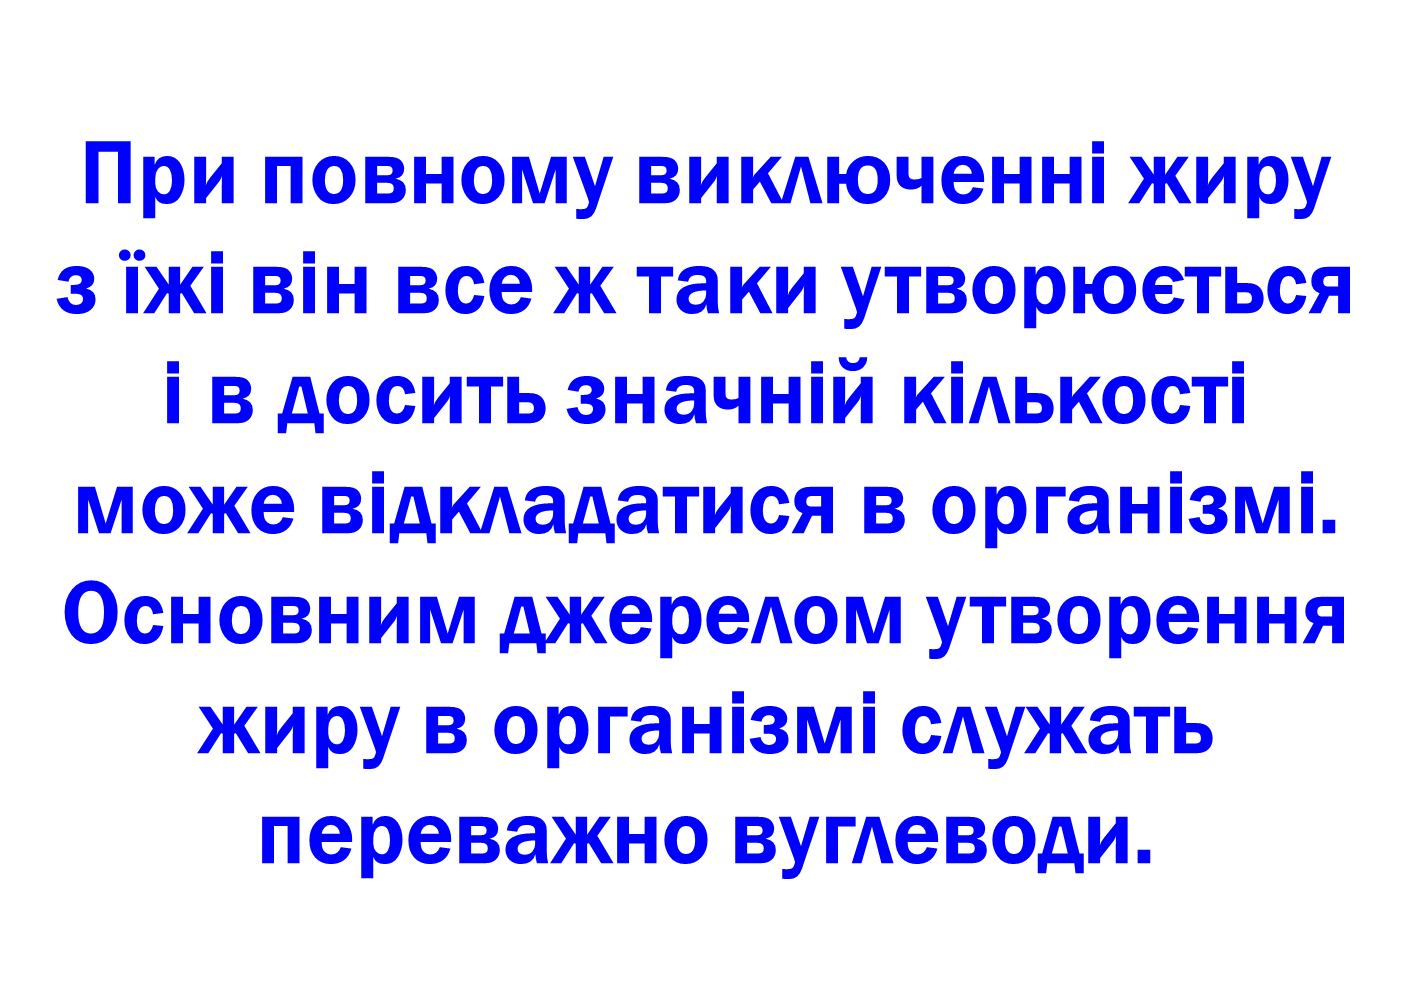 При повному виключенні жиру
з їжі він все ж таки утворюється
і в досить значній кількості
може відкладатися в організмі.
Основним джерелом утворення
жиру в організмі служать
переважно вуглеводи.